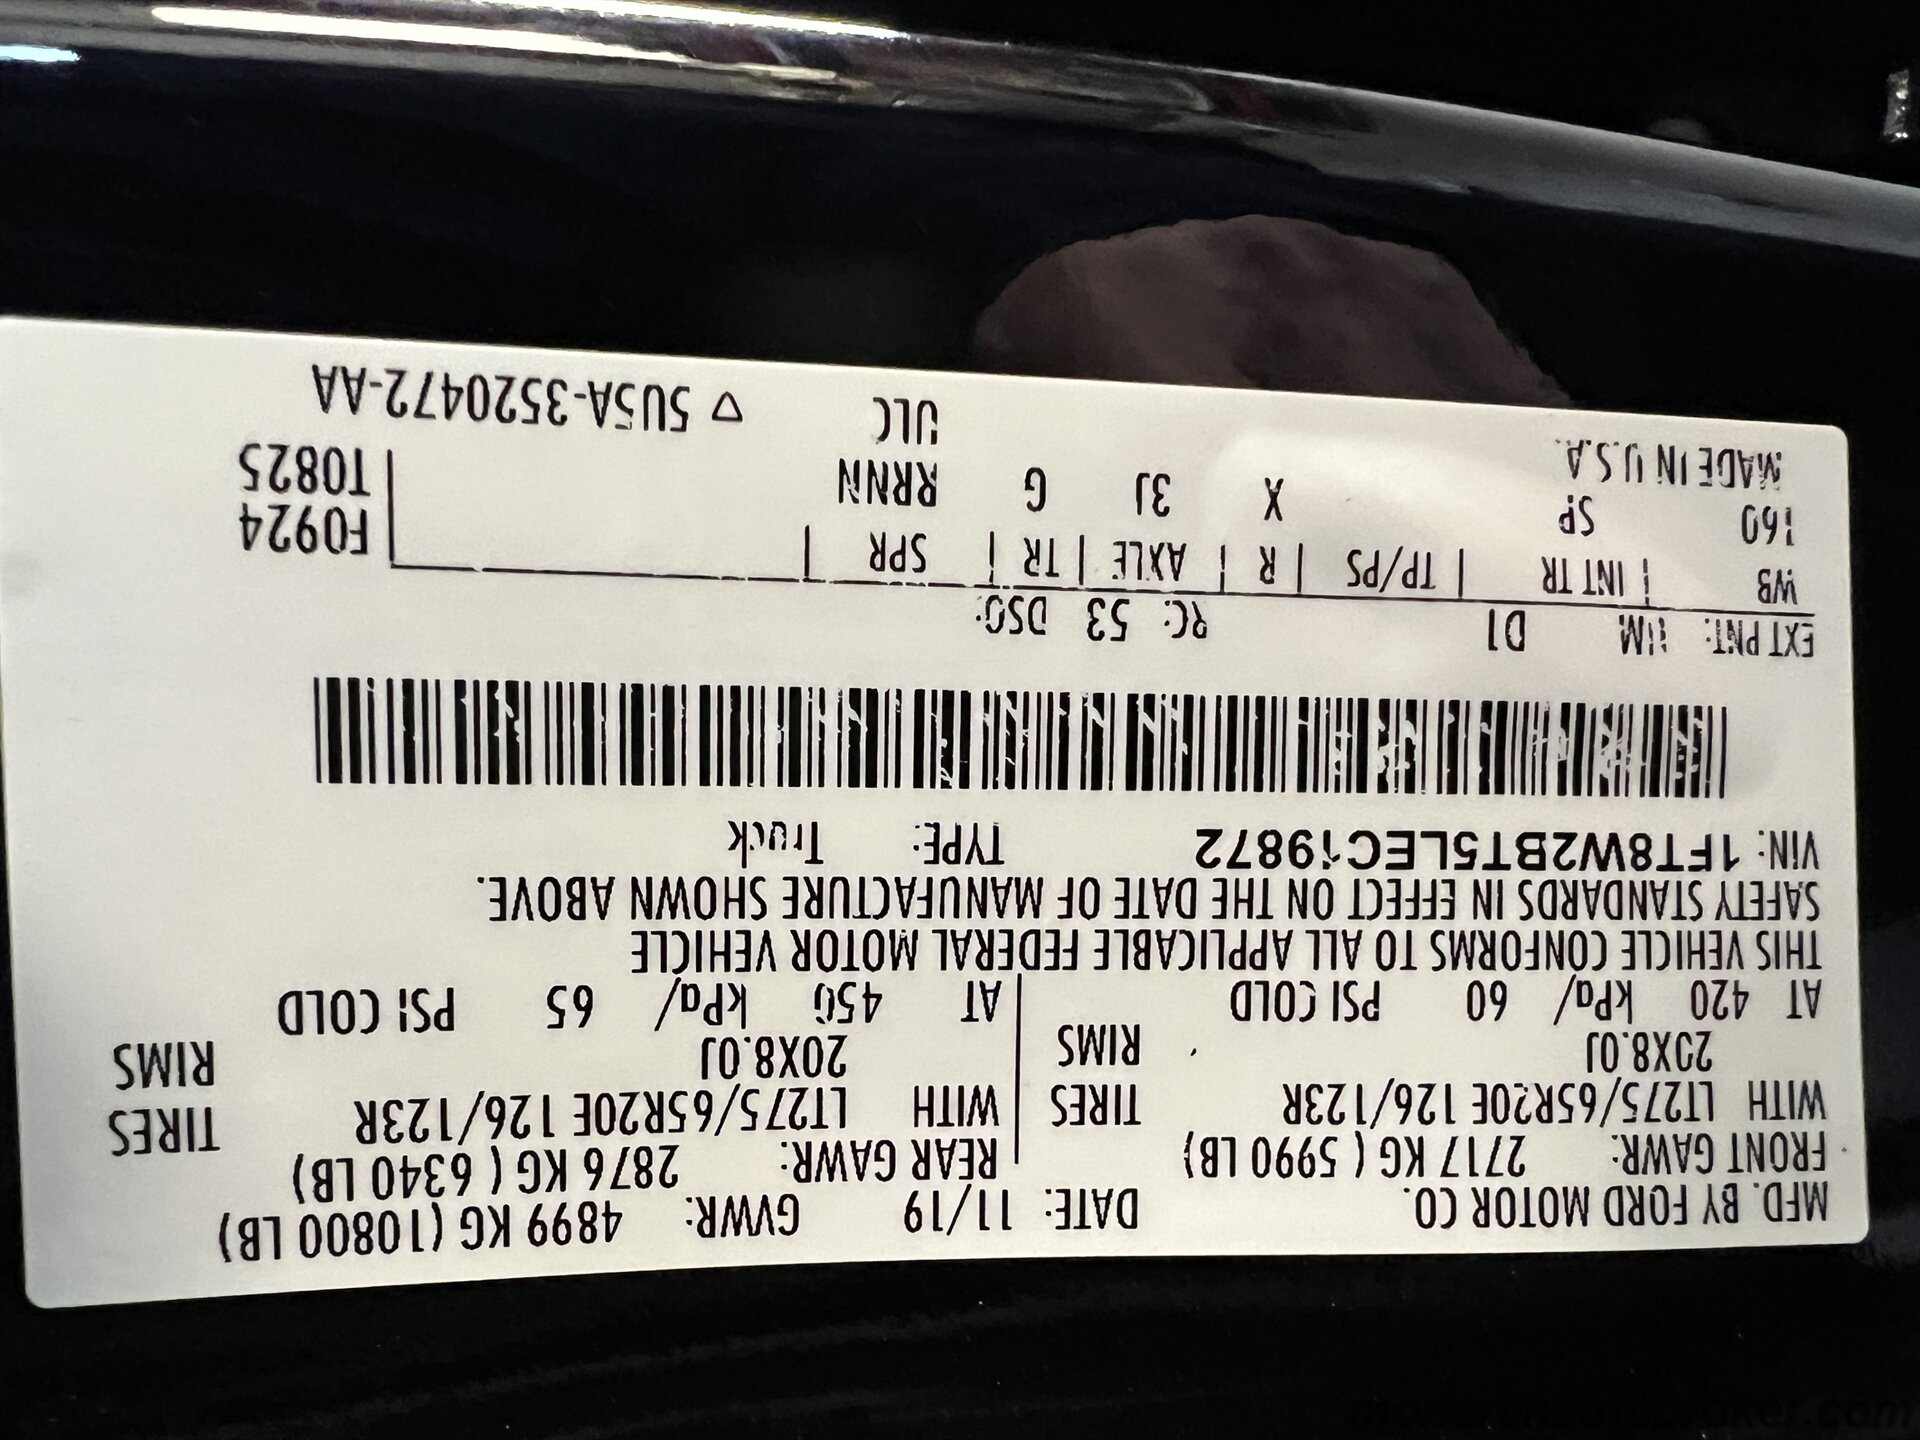 MFD. BY FORD MOTOR CO. DATE: 11/19 GVWR: 4899 KG (10800 LB)
FRONT GAWR: 2717 KG ( 5990 LB) REAR GAWR: 2876 KG ( 6340 LB)
WITH LT275/65R20E 126/123R TIRES WITH LT275/65R20E 126/123R TIRES
20X8.0J RIMS 20X8.0J RIMS
AT 420 kPa/ 60 PSI COLD AT 450 kPa/ 65 PSI COLD
THIS VEHICLE CONFORMS TO ALL APPLICABLE FEDERAL MOTOR VEHICLE
SAFETY STANDARDS IN EFFECT ON THE DATE OF MANUFACTURE SHOWN ABOVE.
VIN: 1FT8W2BT5LEC19872 TYPE: Truck
EXT PNT: UM D1 RC: 53 DSO:
WB | INT TR | TP/PS | R | AXLE | TR | SPR | F0924
160 SP X 3J G RRNN T0825
MADE IN U.S.A. ULC ▽ 5U5A-3520472-AA